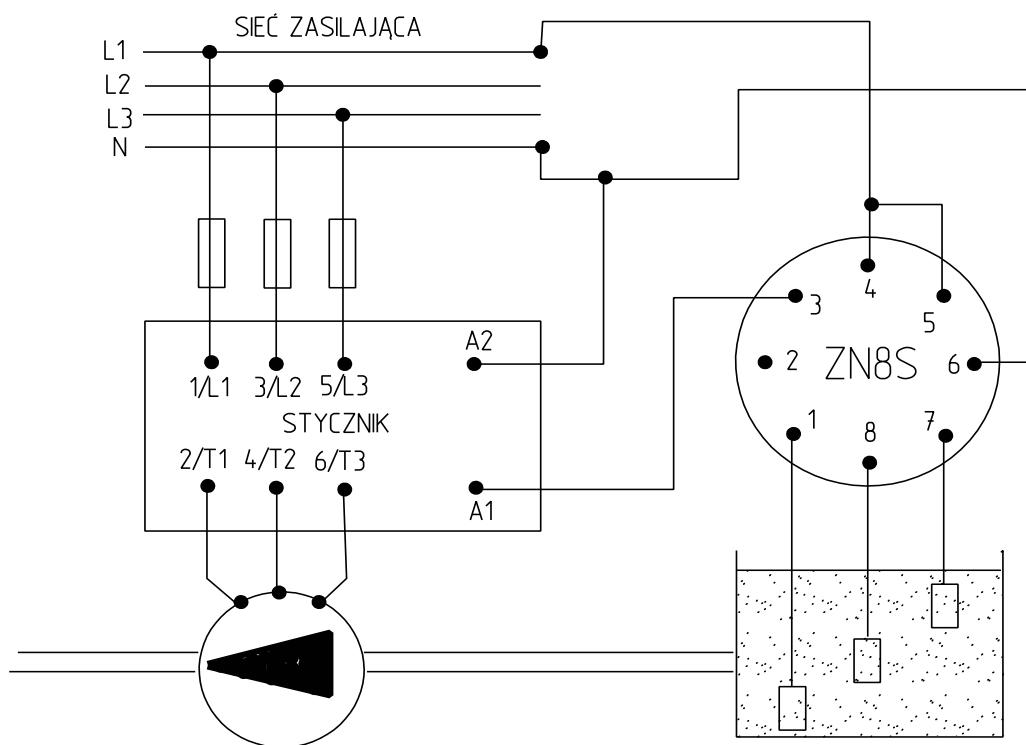 SIEĆ ZASILAJĄCA
L1
L2
L3
N
A2
1/L1 3/L2 5/L3
STYCZNIK
2/T1 4/T2 6/T3
A1
4
3
5
2 ZN8S 6
1 8 7